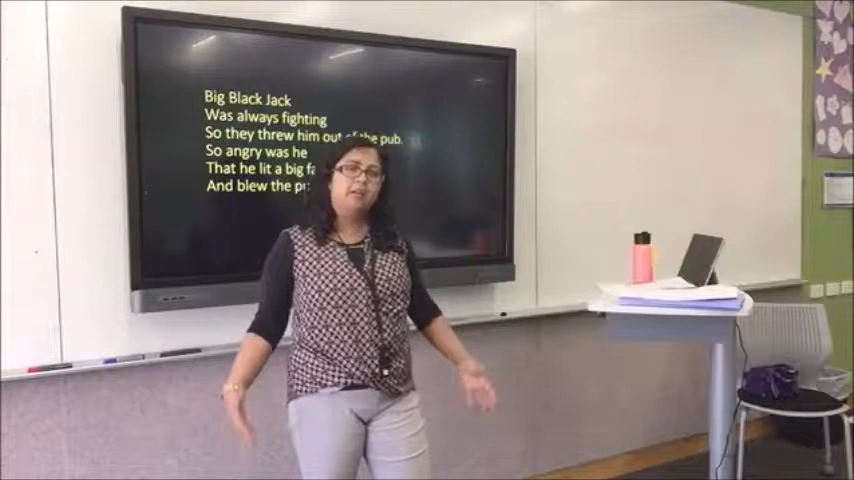 Big Black Jack
Was always fighting
So they threw him out of the pub.
So angry was he
That he lit a big
And blew the